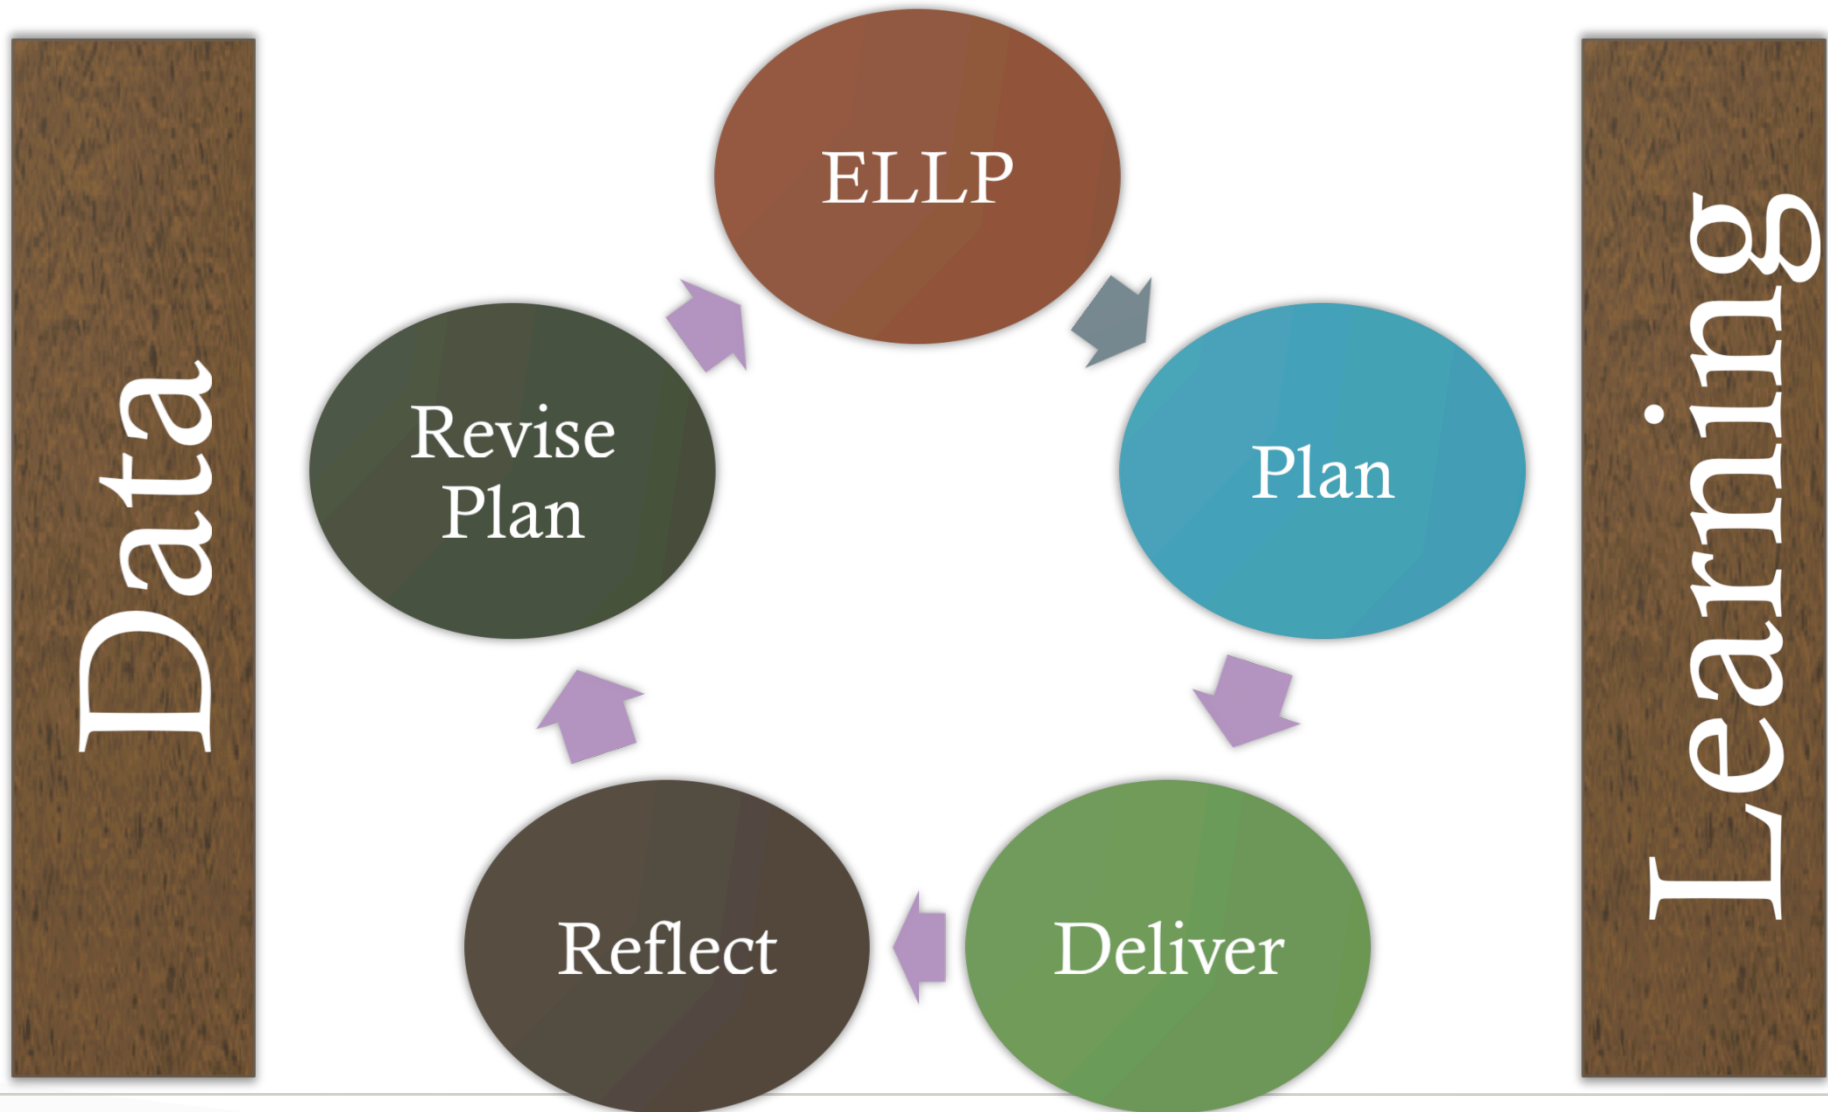 Data
ELLP
Plan
Deliver
Reflect
Revise
Plan
Learning